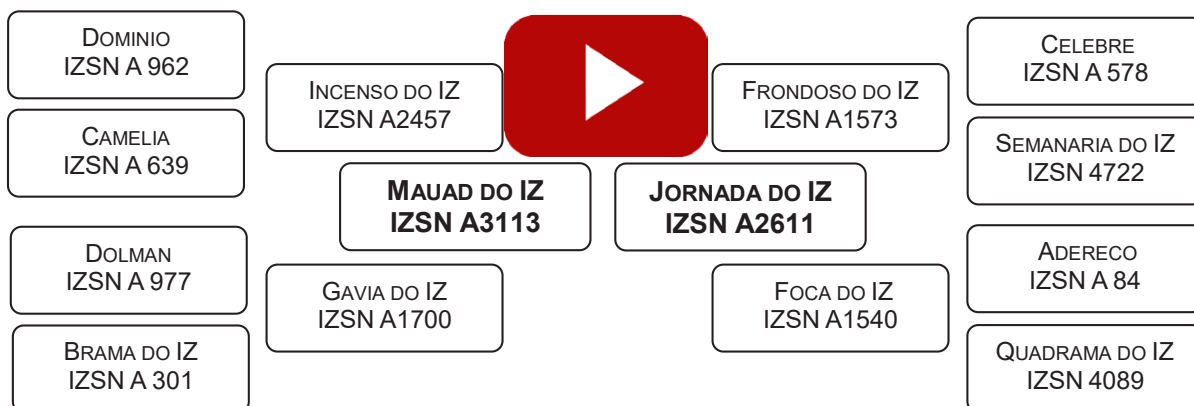 DOMINIO
IZSN A 962
CAMELIA
IZSN A 639
DOLMAN
IZSN A 977
BRAMA DO IZ
IZSN A 301
INCENSO DO IZ
IZSN A2457
GAVIA DO IZ
IZSN A1700
MAUAD DO IZ
IZSN A3113
JORNADA DO IZ
IZSN A2611
FRONDOSO DO IZ
IZSN A1573
FOCA DO IZ
IZSN A1540
CELEBRE
IZSN A 578
SEMANARIA DO IZ
IZSN 4722
ADERECO
IZSN A 84
QUADRAMA DO IZ
IZSN 4089